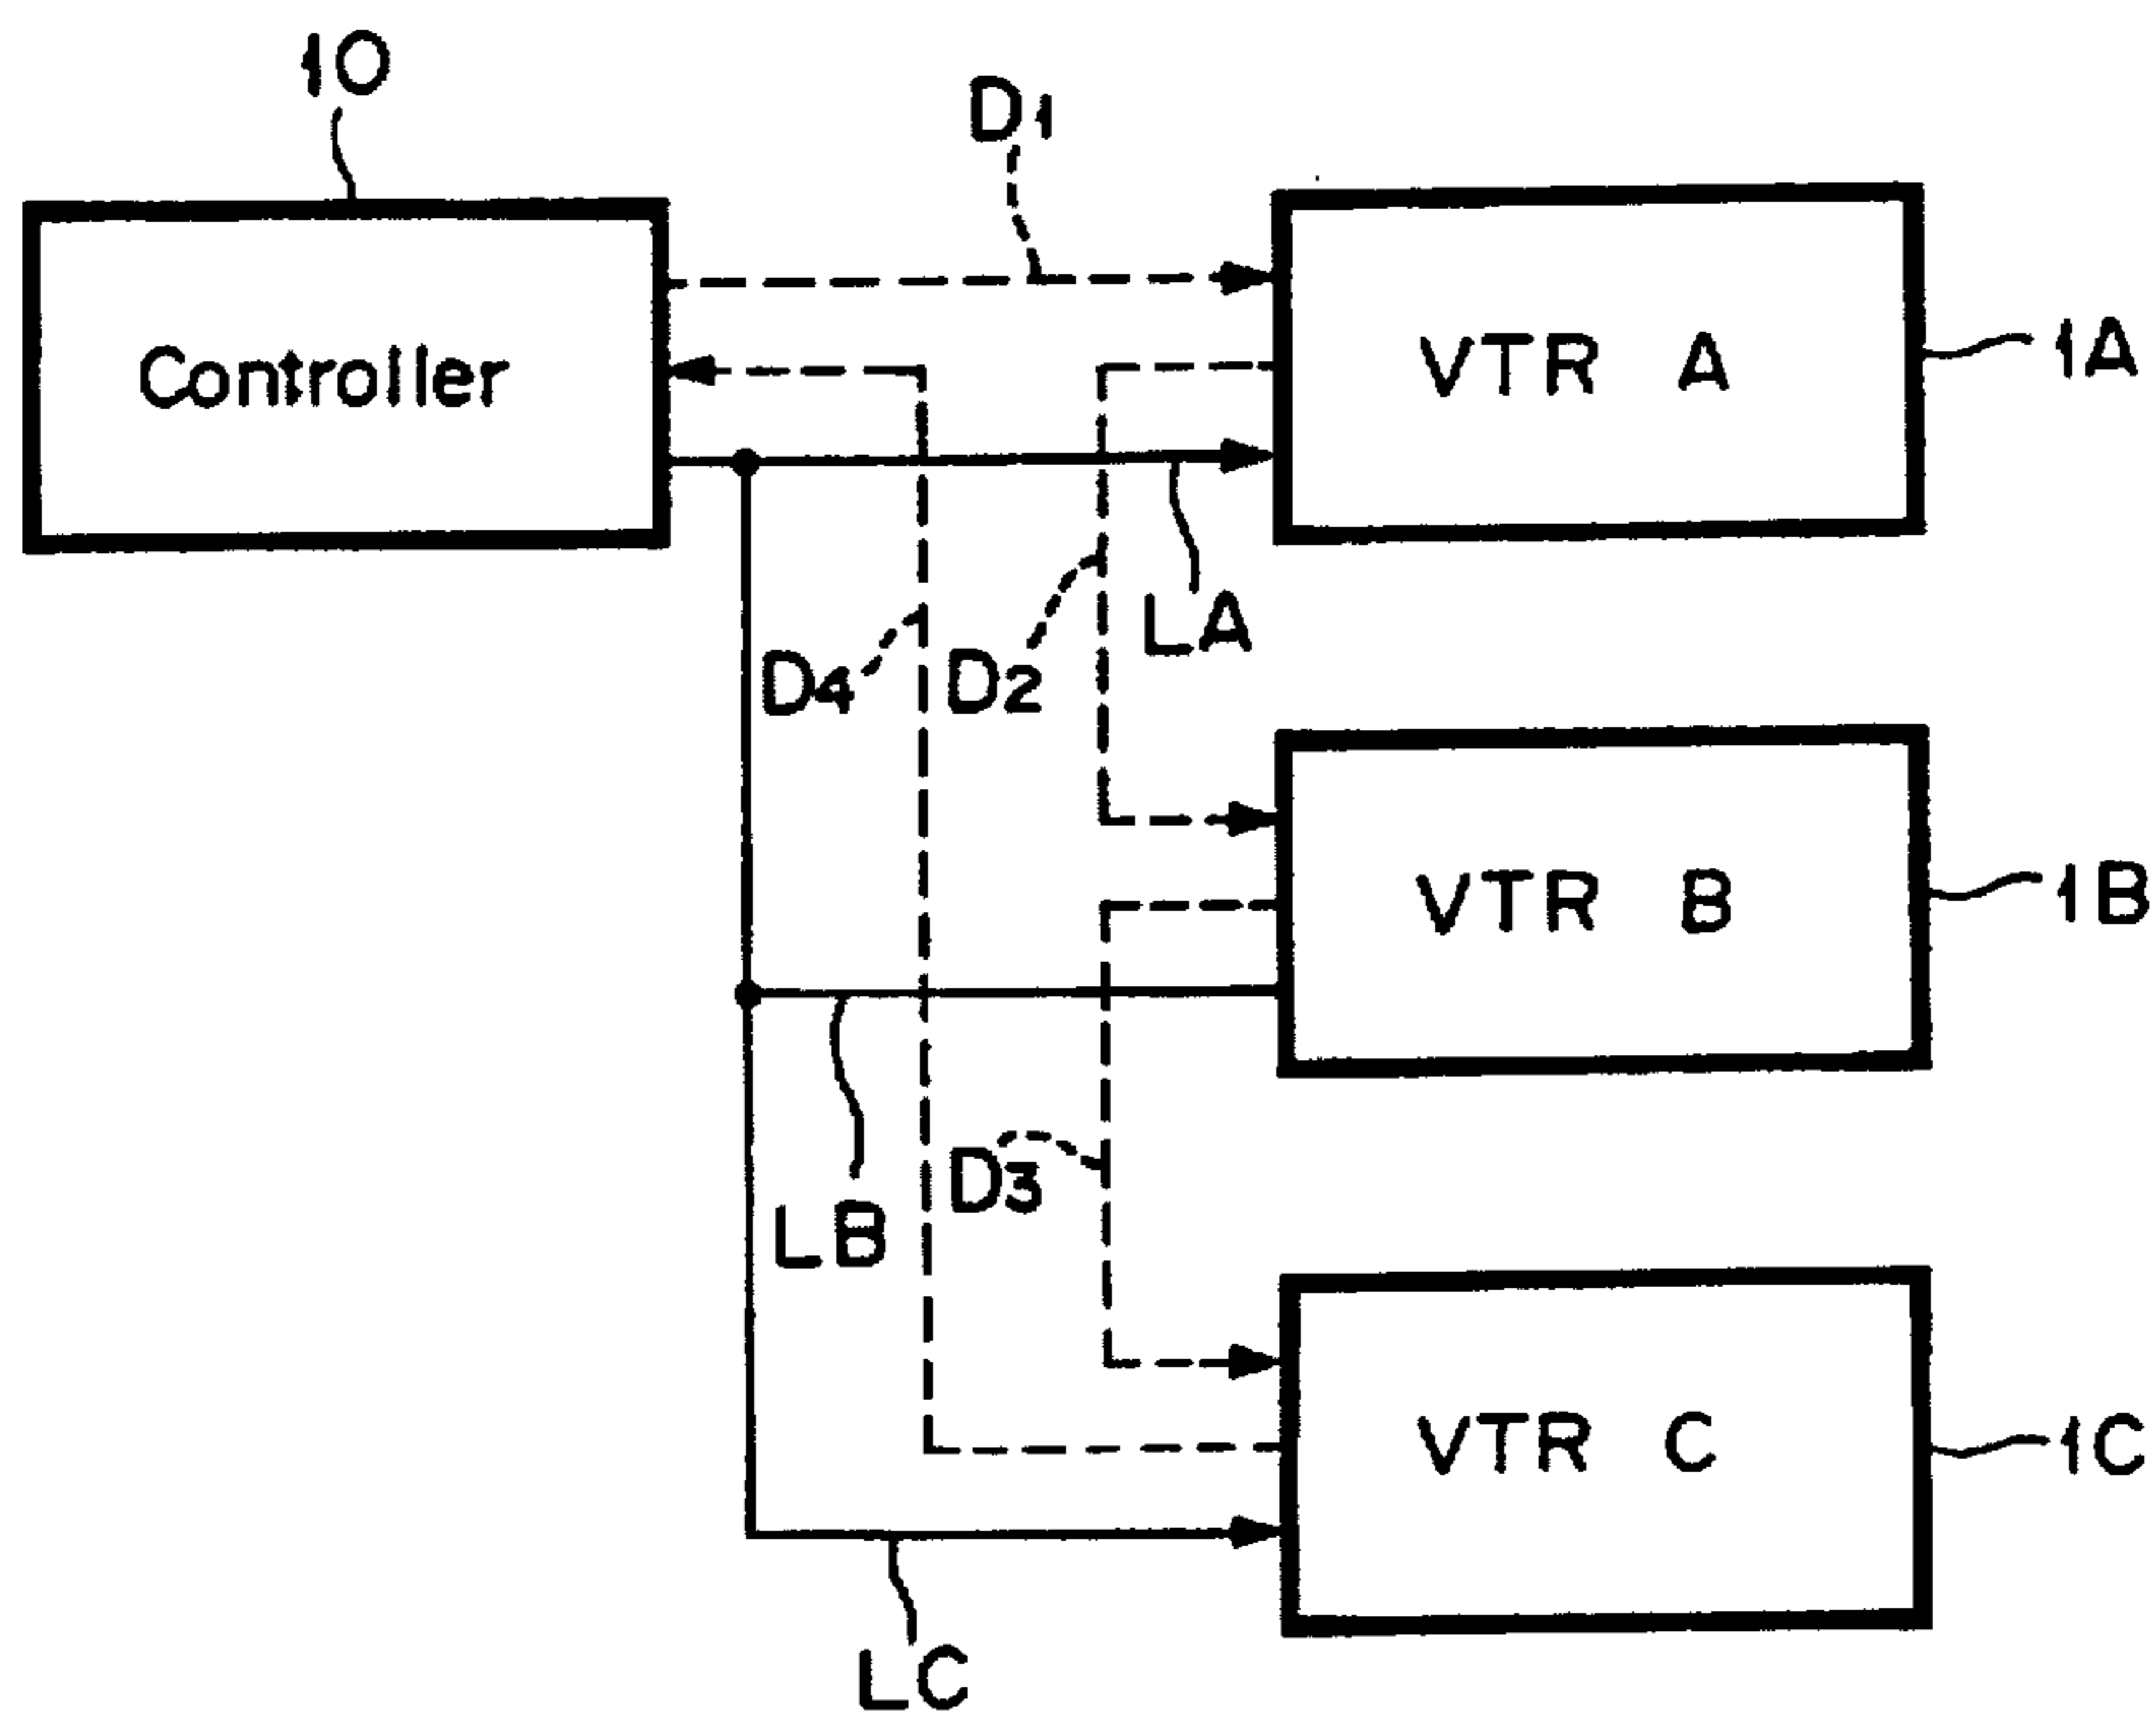 10
D1
Controller
VTR A
1A
LA
D4
D2
VTR B
1B
D3
LB
VTR C
1C
LC